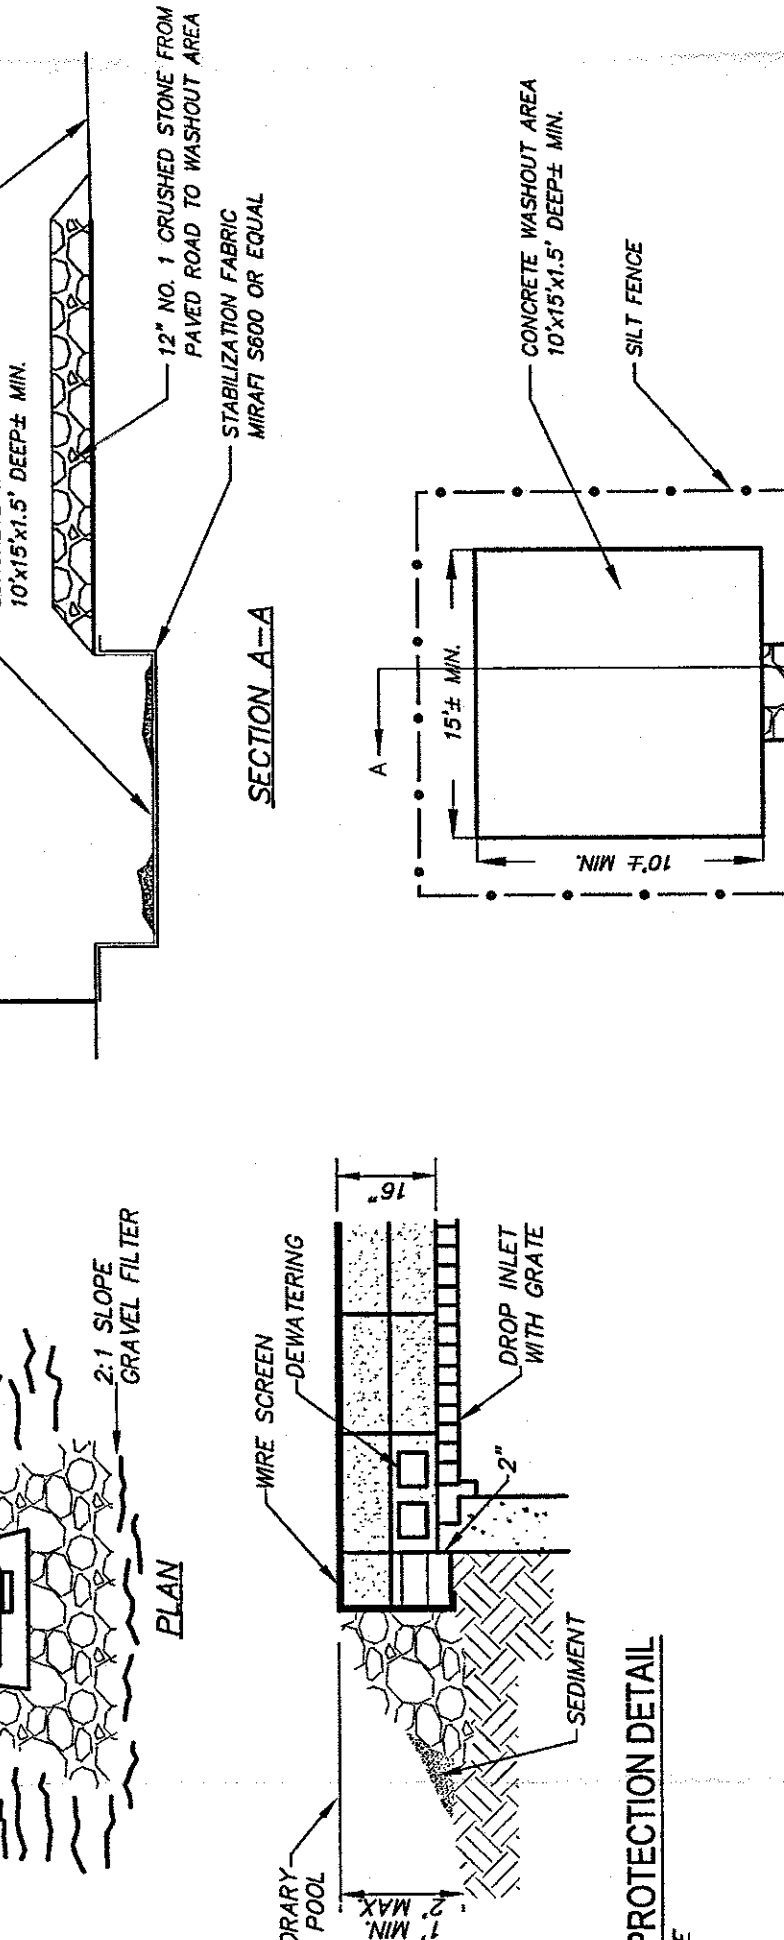 10'x15'x1.5' DEEP± MIN.
12" NO. 1 CRUSHED STONE FROM
PAVED ROAD TO WASHOUT AREA
STABILIZATION FABRIC
MIRAFI S600 OR EQUAL
SECTION A-A
CONCRETE WASHOUT AREA
10'x15'x1.5' DEEP± MIN.
SILT FENCE
A
15'± MIN.
10'± MIN.
2:1 SLOPE
GRAVEL FILTER
PLAN
WIRE SCREEN
DEWATERING
16"
DROP INLET
WITH GRATE
2"
SEDIMENT
ORARY
POOL
1' MIN.
2' MAX.
PROTECTION DETAIL